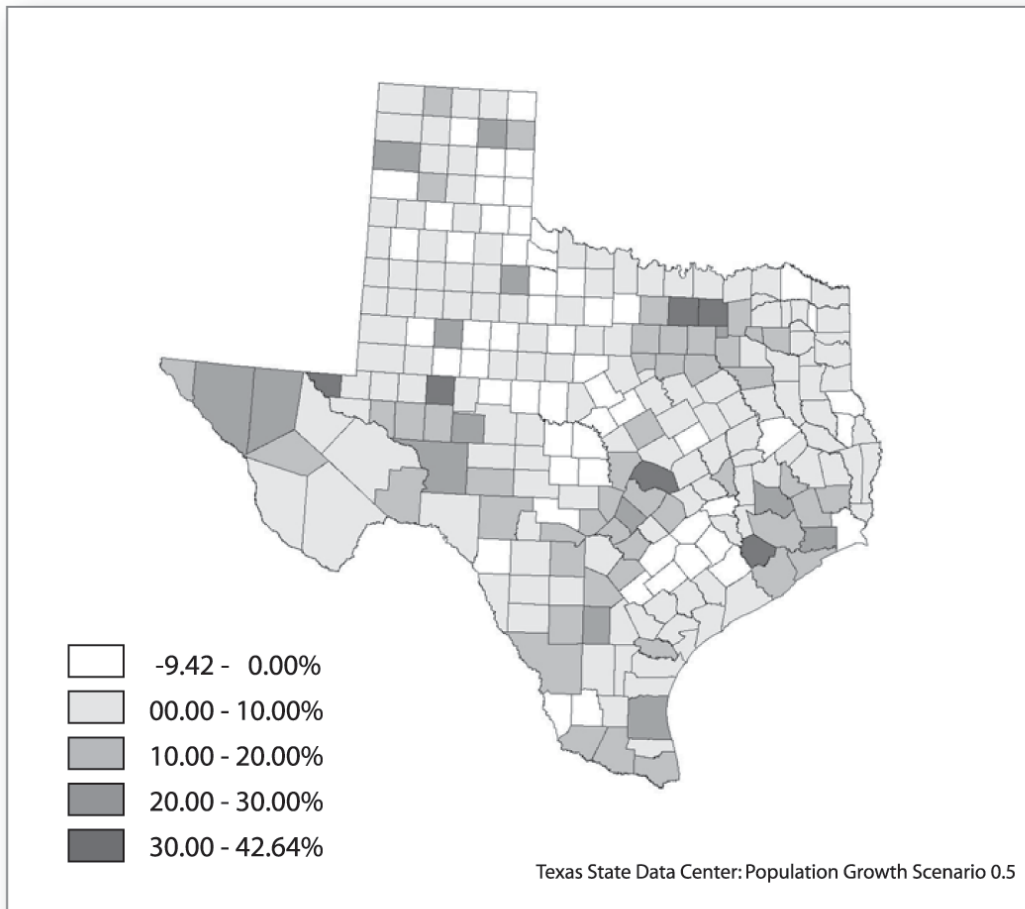 -9.42 - 0.00%
00.00 - 10.00%
10.00 - 20.00%
20.00 - 30.00%
30.00 - 42.64%
Texas State Data Center: Population Growth Scenario 0.5